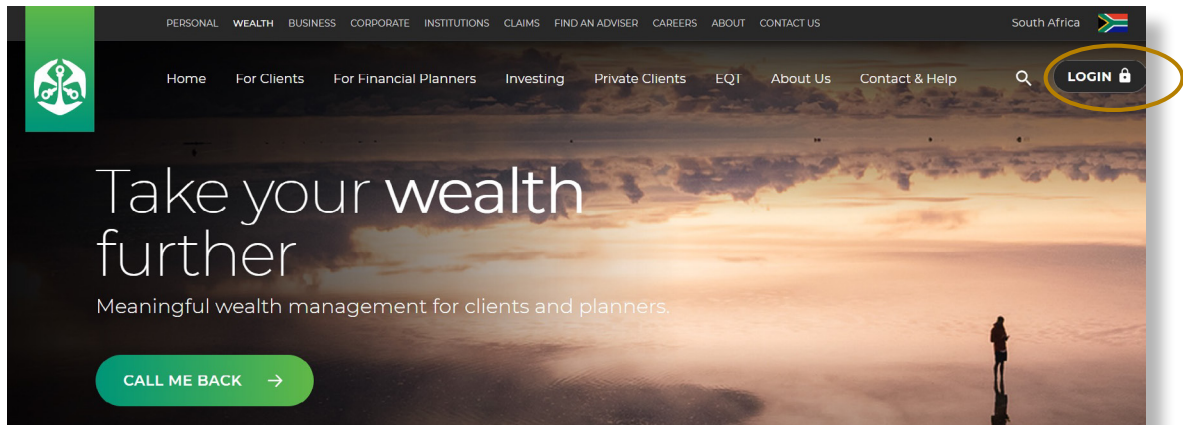 PERSONAL WEALTH BUSINESS CORPORATE INSTITUTIONS CLAIMS FIND AN ADVISER CAREERS ABOUT CONTACT US South Africa
Home For Clients For Financial Planners Investing Private Clients EQT About Us Contact & Help LOGIN
Take your wealth
further
Meaningful wealth management for clients and planners.
CALL ME BACK →